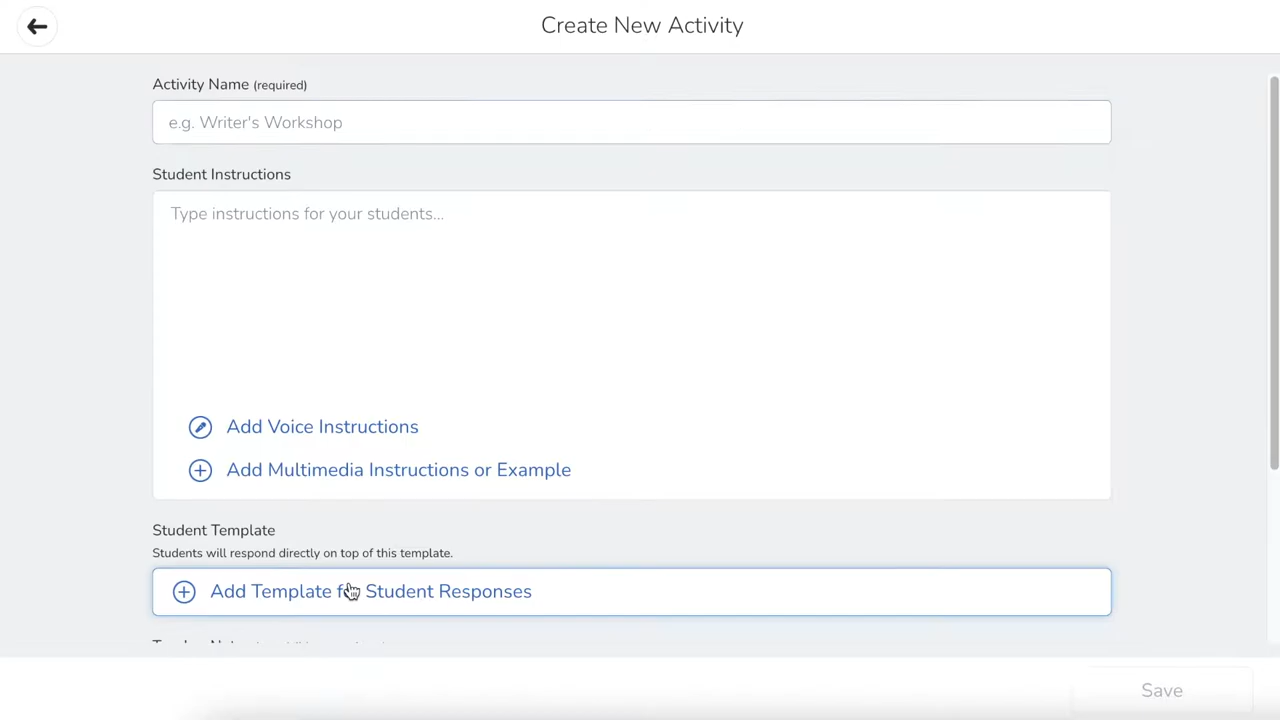 Create New Activity
Activity Name (required)
e.g. Writer's Workshop
Student Instructions
Type instructions for your students...
Add Voice Instructions
Add Multimedia Instructions or Example
Student Template
Students will respond directly on top of this template.
Add Template for Student Responses
Save